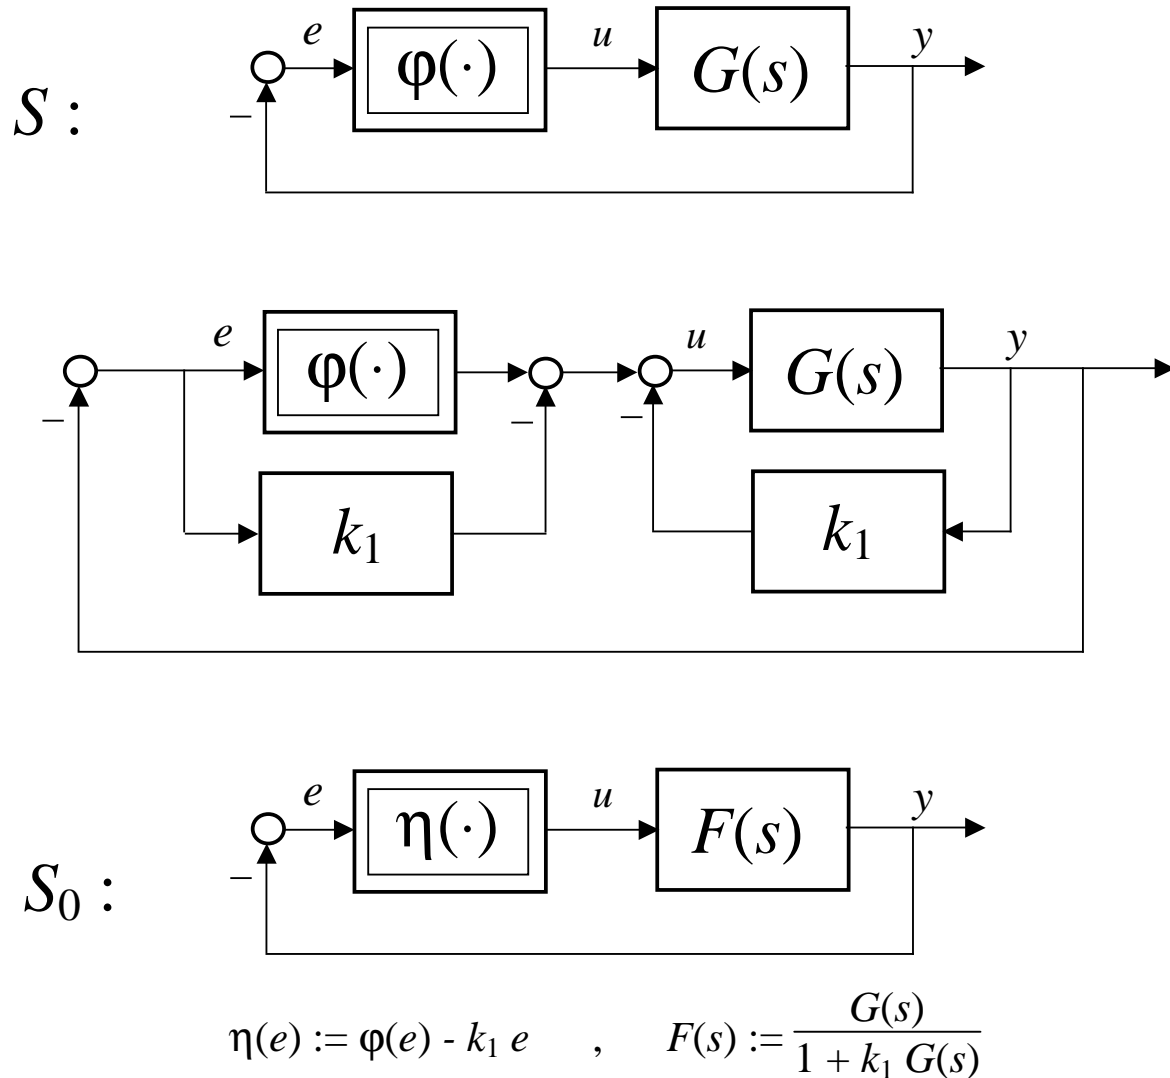 S :
e φ(·) u G(s) y
−
e φ(·) u G(s) y
− − −
k₁ k₁
S₀ :
e η(·) u F(s) y
−
η(e) := φ(e) - k₁ e , F(s) := G(s) / 1 + k₁ G(s)